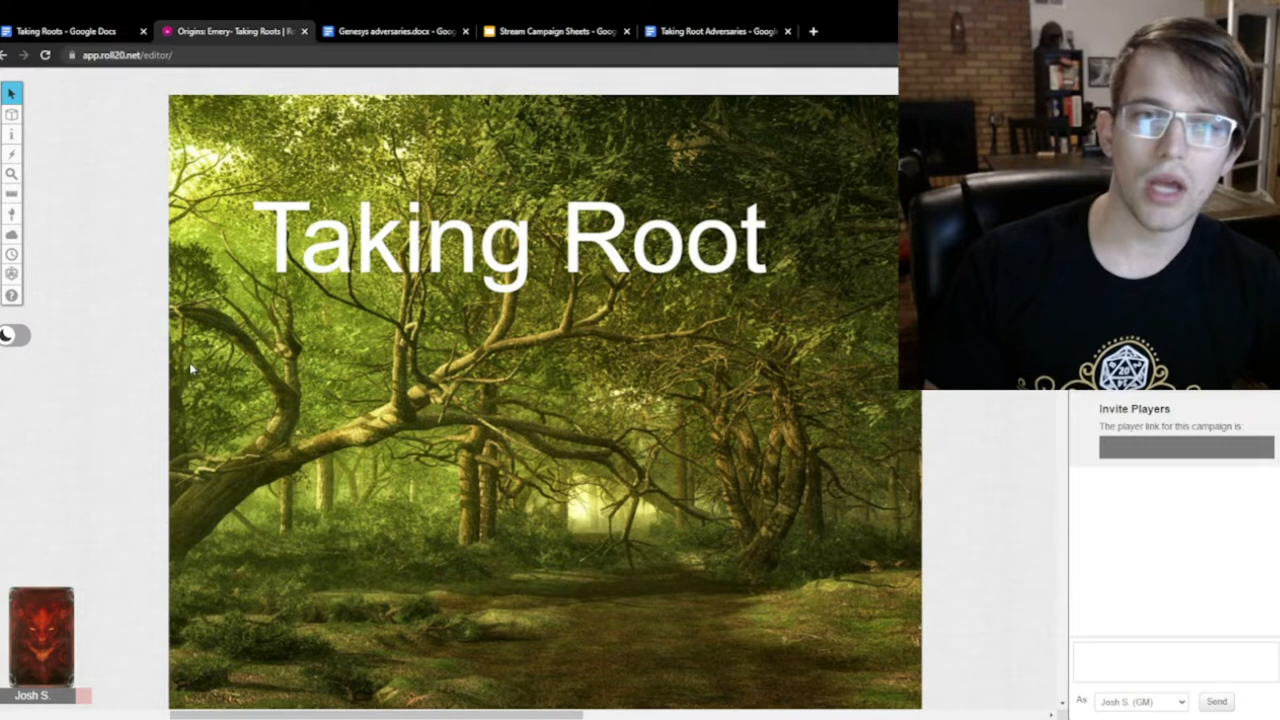 Taking Roots - Google Docs
Origins: Emery- Taking Roots | R
Genesys adversaries.docx - Goo
Stream Campaign Sheets - Goog
Taking Root Adversaries - Googl
app.roll20.net/editor/
Taking Root
20
Invite Players
The player link for this campaign is:
Josh S.
As:
Josh S. (GM)
Send